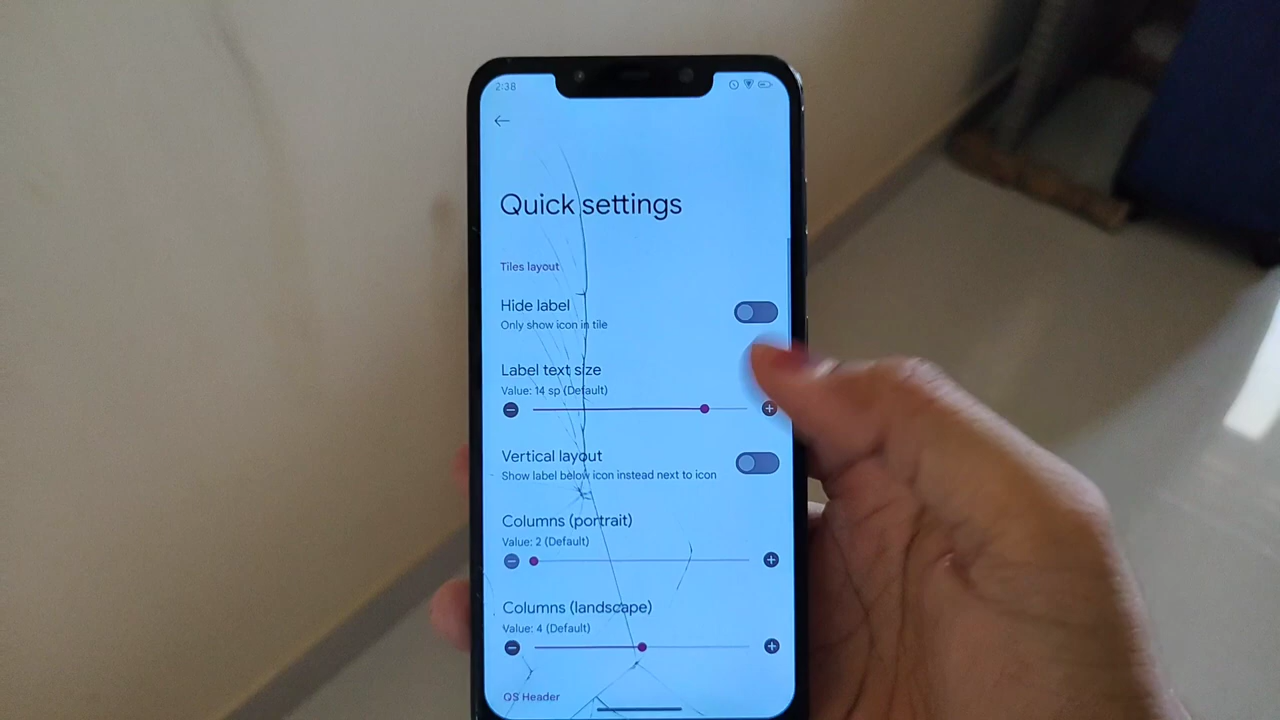 2:38
Quick settings
Tiles layout
Hide label
Only show icon in tile
Label text size
Value: 14 sp (Default)
Vertical layout
Show label below icon instead next to icon
Columns (portrait)
Value: 2 (Default)
Columns (landscape)
Value: 4 (Default)
QS Header